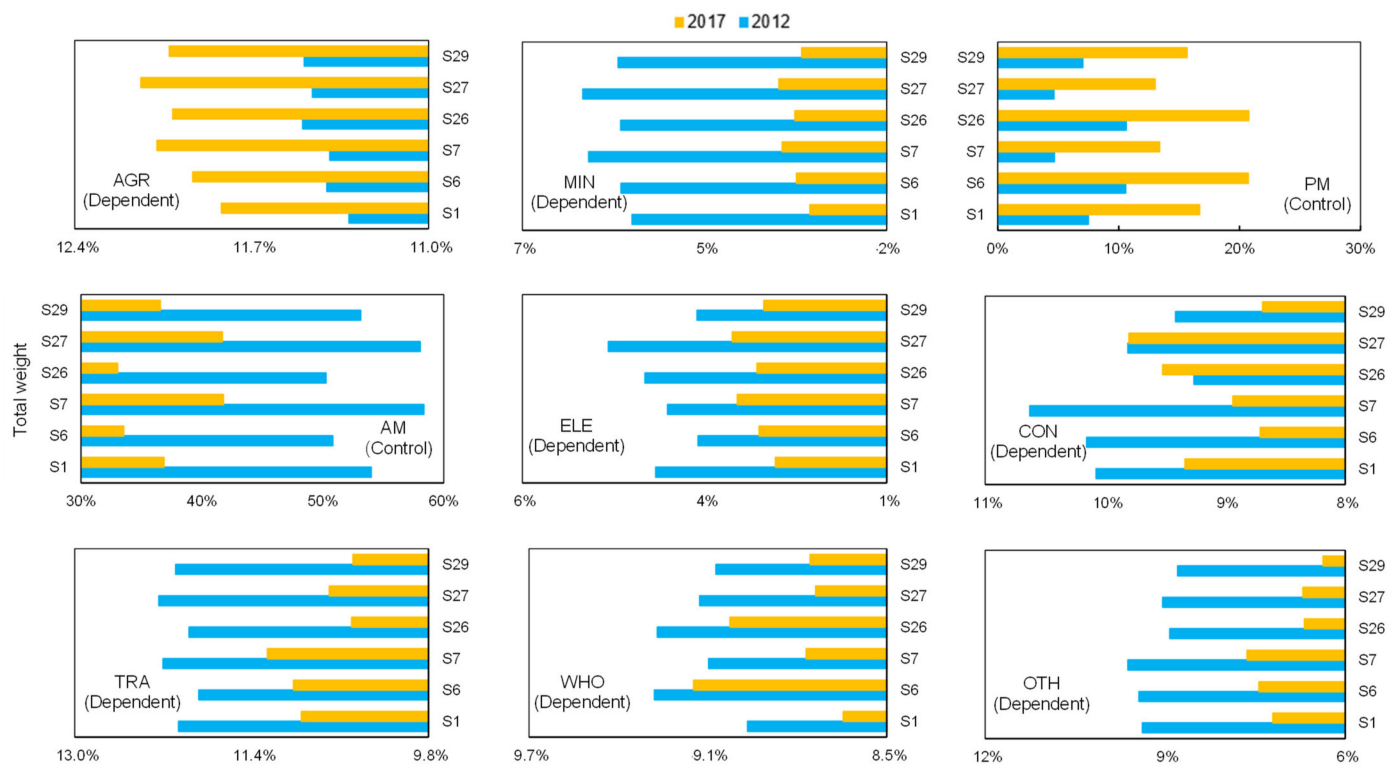 2017 2012
S29
S27
S26
S7
S6
S1
AGR
(Dependent)
12.4% 11.7% 11.0%
S29
S27
S26
S7
S6
S1
MIN
(Dependent)
7% 5% -2%
S29
S27
S26
S7
S6
S1
PM
(Control)
0% 10% 20% 30%
Total weight
S29
S27
S26
S7
S6
S1
AM
(Control)
30% 40% 50% 60%
S29
S27
S26
S7
S6
S1
ELE
(Dependent)
6% 4% 1%
S29
S27
S26
S7
S6
S1
CON
(Dependent)
11% 10% 9% 8%
S29
S27
S26
S7
S6
S1
TRA
(Dependent)
13.0% 11.4% 9.8%
S29
S27
S26
S7
S6
S1
WHO
(Dependent)
9.7% -9.1% 8.5%
S29
S27
S26
S7
S6
S1
OTH
(Dependent)
12% 9% 6%